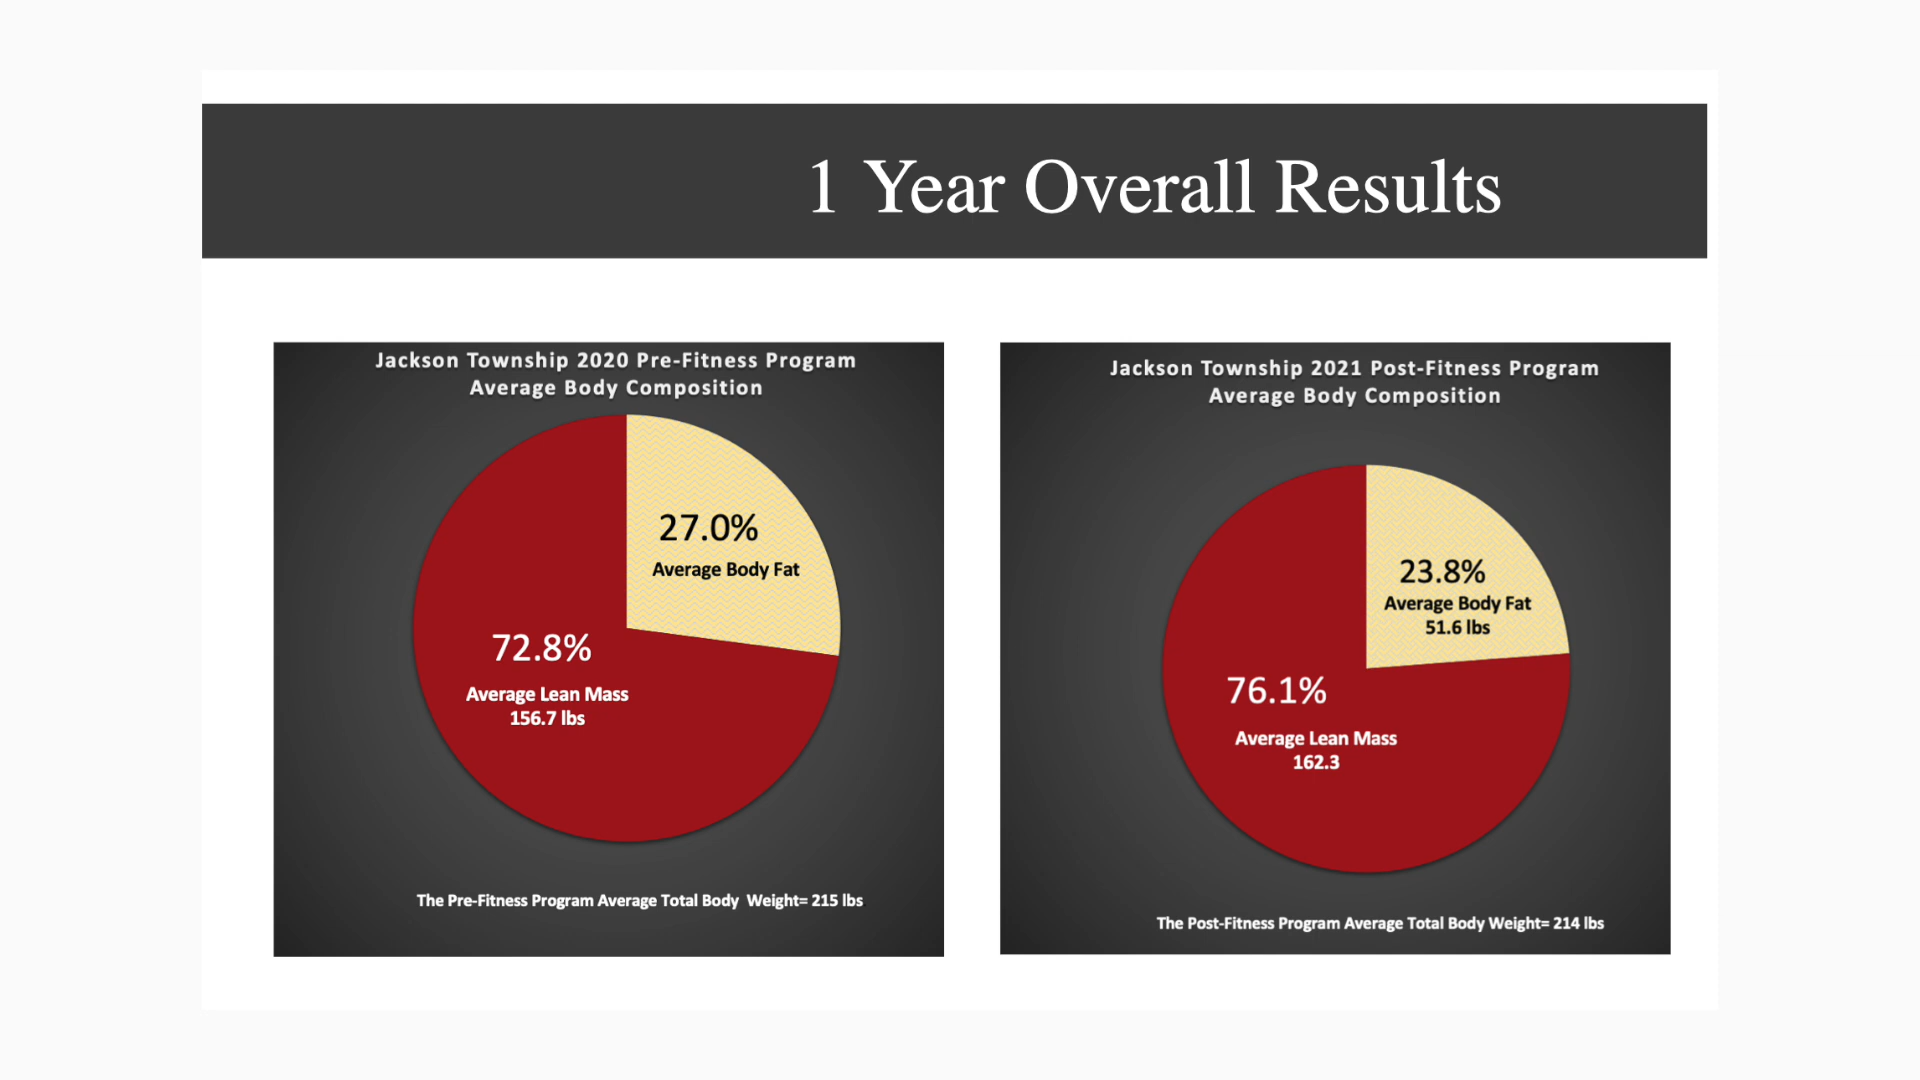 1 Year Overall Results
Jackson Township 2020 Pre-Fitness Program
Average Body Composition
27.0%
Average Body Fat
72.8%
Average Lean Mass
156.7 lbs
The Pre-Fitness Program Average Total Body Weight= 215 lbs
Jackson Township 2021 Post-Fitness Program
Average Body Composition
23.8%
Average Body Fat
51.6 lbs
76.1%
Average Lean Mass
162.3
The Post-Fitness Program Average Total Body Weight= 214 lbs